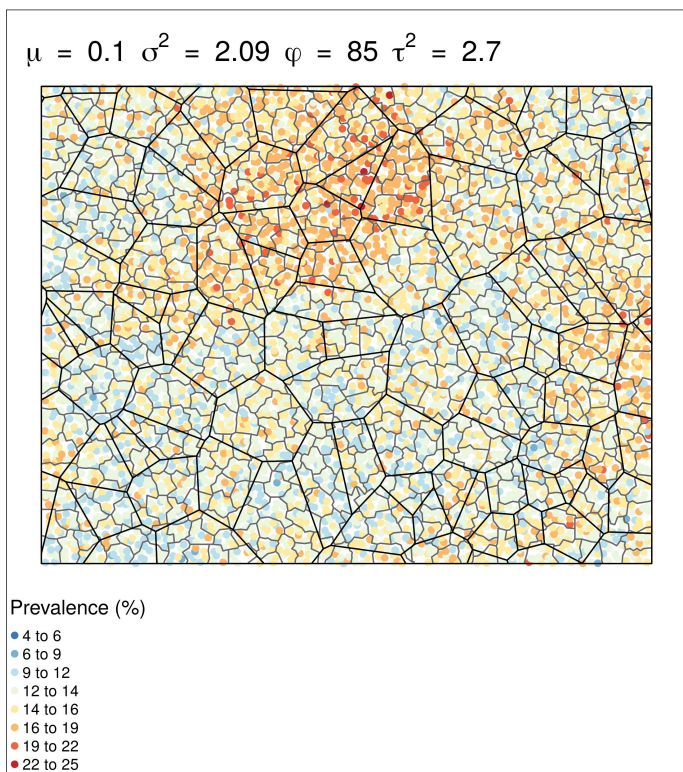 μ = 0.1 σ² = 2.09 φ = 85 τ² = 2.7
Prevalence (%)
4 to 6
6 to 9
9 to 12
12 to 14
14 to 16
16 to 19
19 to 22
22 to 25